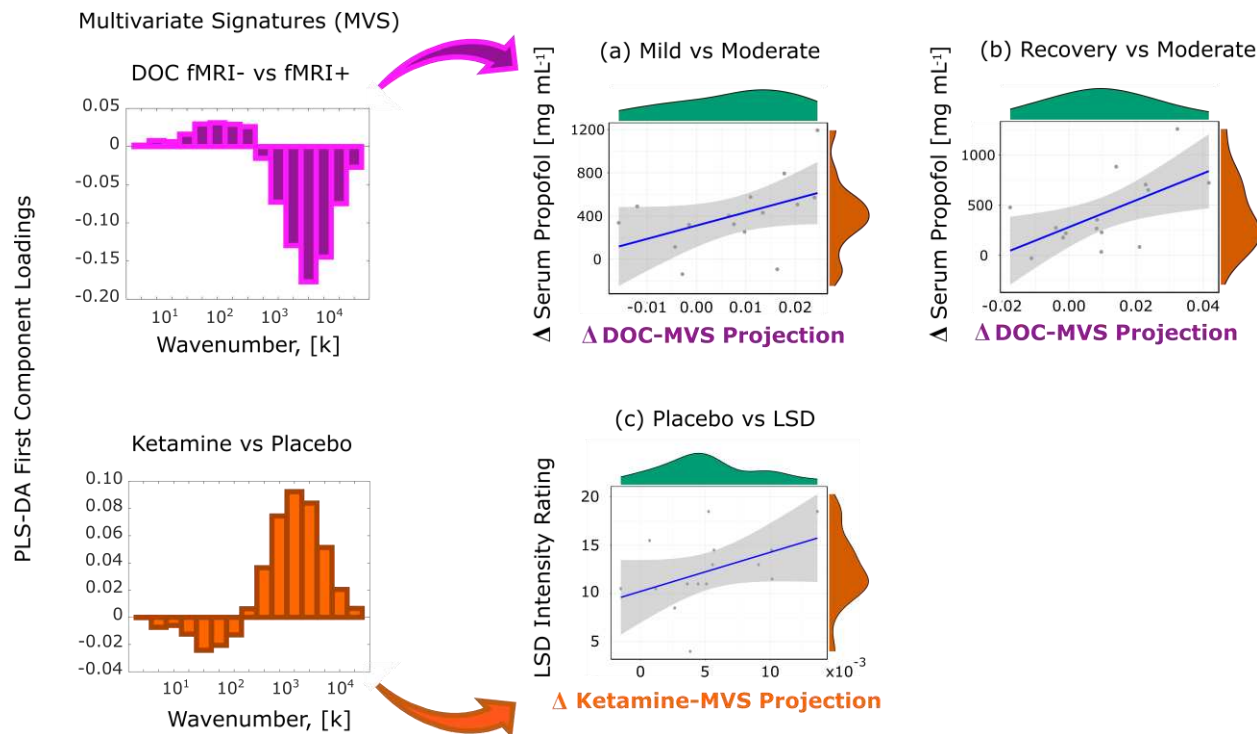 Multivariate Signatures (MVS)
PLS-DA First Component Loadings
DOC fMRI- vs fMRI+
0.05
0
-0.05
-0.10
-0.15
-0.20
10¹ 10² 10³ 10⁴
Wavenumber, [k]
(a) Mild vs Moderate
Δ Serum Propofol [mg mL⁻¹]
1200
800
400
0
-0.01 0.00 0.01 0.02
Δ DOC-MVS Projection
(b) Recovery vs Moderate
Δ Serum Propofol [mg mL⁻¹]
1000
500
0
-0.02 0.00 0.02 0.04
Δ DOC-MVS Projection
Ketamine vs Placebo
0.10
0.08
0.06
0.04
0.02
0
-0.02
-0.04
10¹ 10² 10³ 10⁴
Wavenumber, [k]
(c) Placebo vs LSD
LSD Intensity Rating
20
15
10
5
0 5 10 x10⁻³
Δ Ketamine-MVS Projection